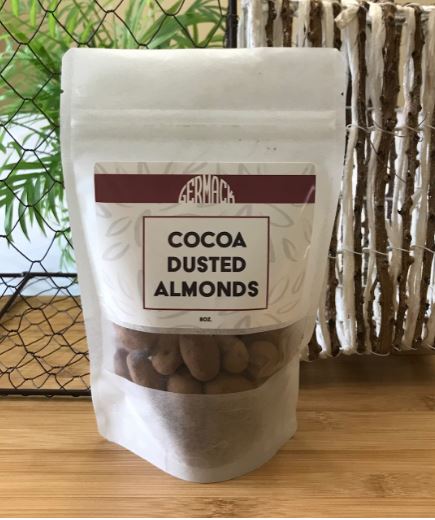 GERMACK
COCOA
DUSTED
ALMONDS
8OZ.